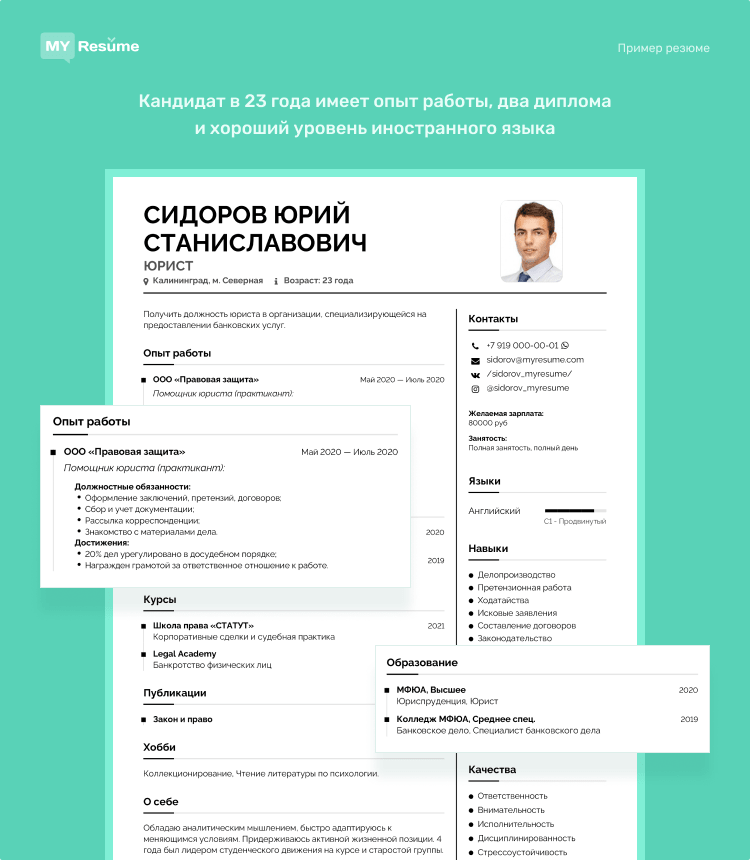 MY Resume
Пример резюме
Кандидат в 23 года имеет опыт работы, два диплома
и хороший уровень иностранного языка
СИДОРОВ ЮРИЙ
СТАНИСЛАВОВИЧ
ЮРИСТ
Калининград, м. Северная
Возраст: 23 года
Получить должность юриста в организации, специализирующейся на
предоставлении банковских услуг.
Опыт работы
ООО «Правовая защита»
Май 2020 — Июль 2020
Помощник юриста (практикант):
Опыт работы
ООО «Правовая защита»
Май 2020 — Июль 2020
Помощник юриста (практикант):
Должностные обязанности:
• Оформление заключений, претензий, договоров;
• Сбор и учет документации;
• Рассылка корреспонденции;
• Знакомство с материалами дела.
Достижения:
• 20% дел урегулировано в досудебном порядке;
• Награжден грамотой за ответственное отношение к работе.
2020
2019
Курсы
Школа права «СТАТУТ»
2021
Корпоративные сделки и судебная практика
Legal Academy
Банкротство физических лиц
Публикации
Закон и право
Хобби
Коллекционирование, Чтение литературы по психологии.
О себе
Обладаю аналитическим мышлением, быстро адаптируюсь к
меняющимся условиям. Придерживаюсь активной жизненной позиции. 4
года был лидером студенческого движения на курсе и старостой группы.
Контакты
+7 919 000-00-01
sidorov@myresume.com
/sidorov_myresume/
@sidorov_myresume
Желаемая зарплата:
80000 руб
Занятость:
Полная занятость, полный день
Языки
Английский
C1 - Продвинутый
Навыки
• Делопроизводство
• Претензионная работа
• Ходатайства
• Исковые заявления
• Составление договоров
• Законодательство
Образование
МФЮА, Высшее
2020
Юриспруденция, Юрист
Колледж МФЮА, Среднее спец.
2019
Банковское дело. Специалист банковского дела
Качества
• Ответственность
• Внимательность
• Исполнительность
• Дисциплинированность
• Стрессоустойчивость